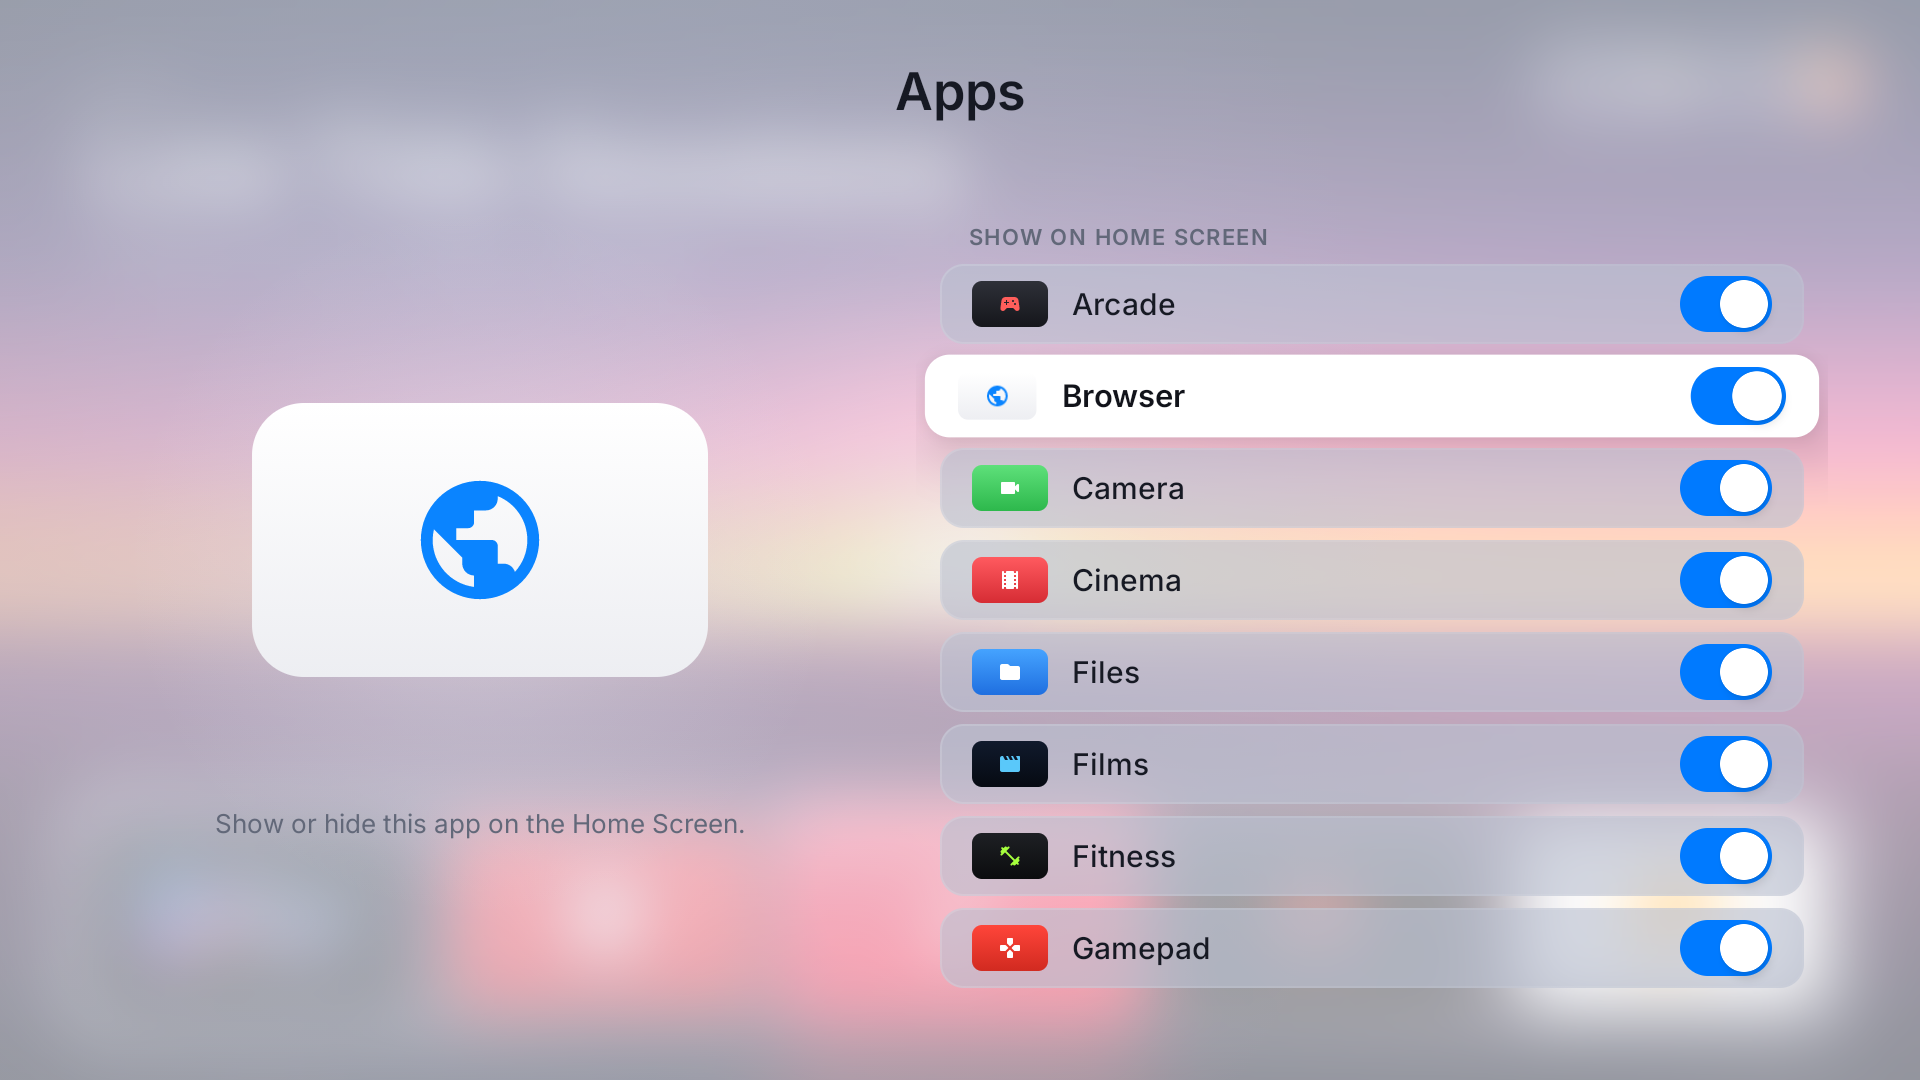 Apps
SHOW ON HOME SCREEN
Arcade
Browser
Camera
Cinema
Files
Films
Fitness
Gamepad
Show or hide this app on the Home Screen.